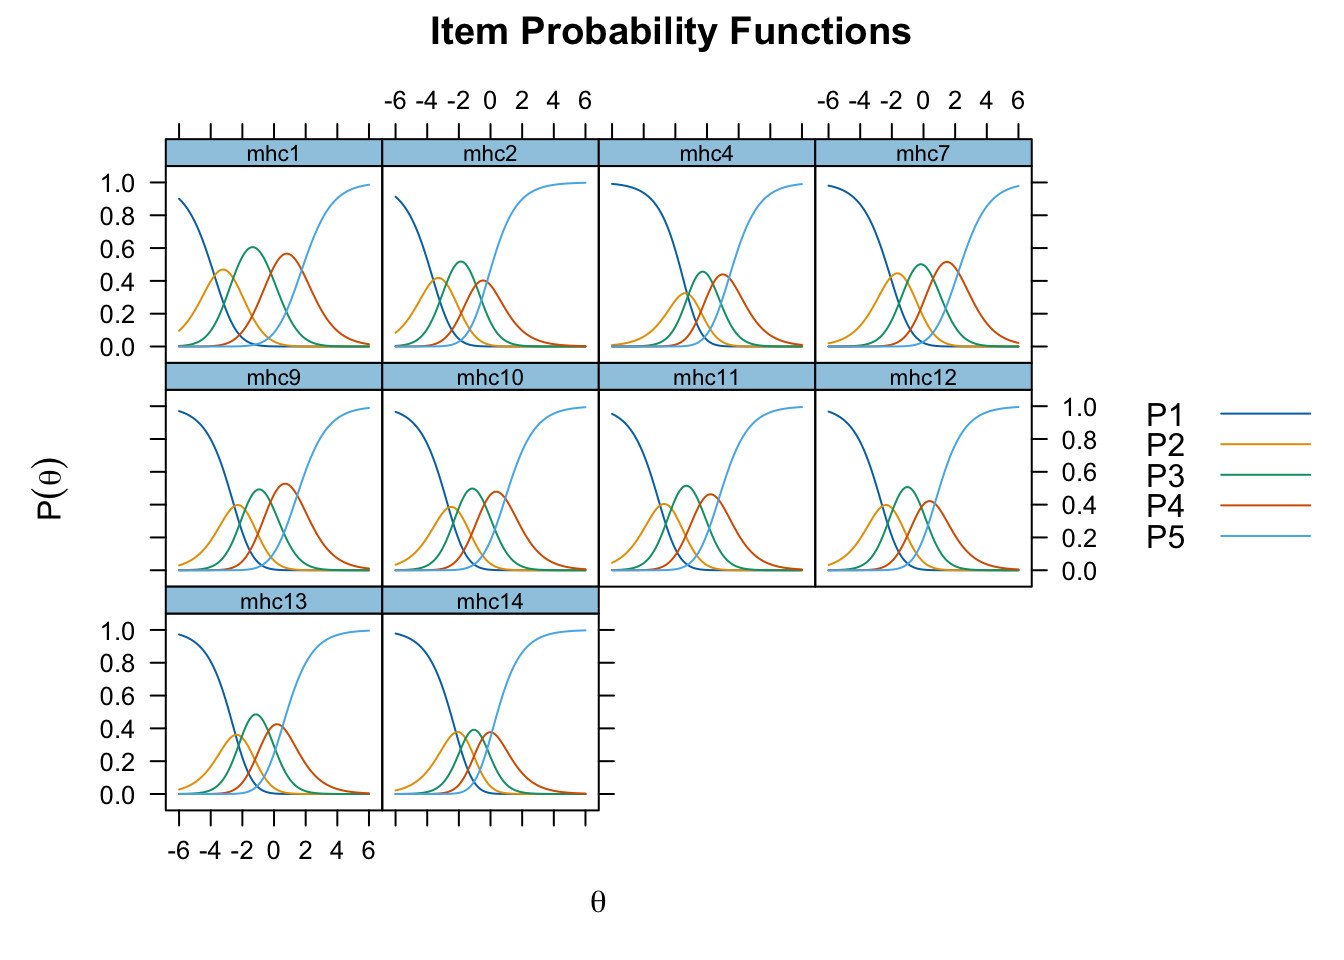 Item Probability Functions
-6 -4 -2 0 2 4 6 -6 -4 -2 0 2 4 6
mhc1 mhc2 mhc4 mhc7
1.0
0.8
0.6
0.4
0.2
0.0
mhc9 mhc10 mhc11 mhc12
1.0
0.8
0.6
0.4
0.2
0.0
P(θ)
P1
P2
P3
P4
P5
mhc13 mhc14
1.0
0.8
0.6
0.4
0.2
0.0
-6 -4 -2 0 2 4 6
θ